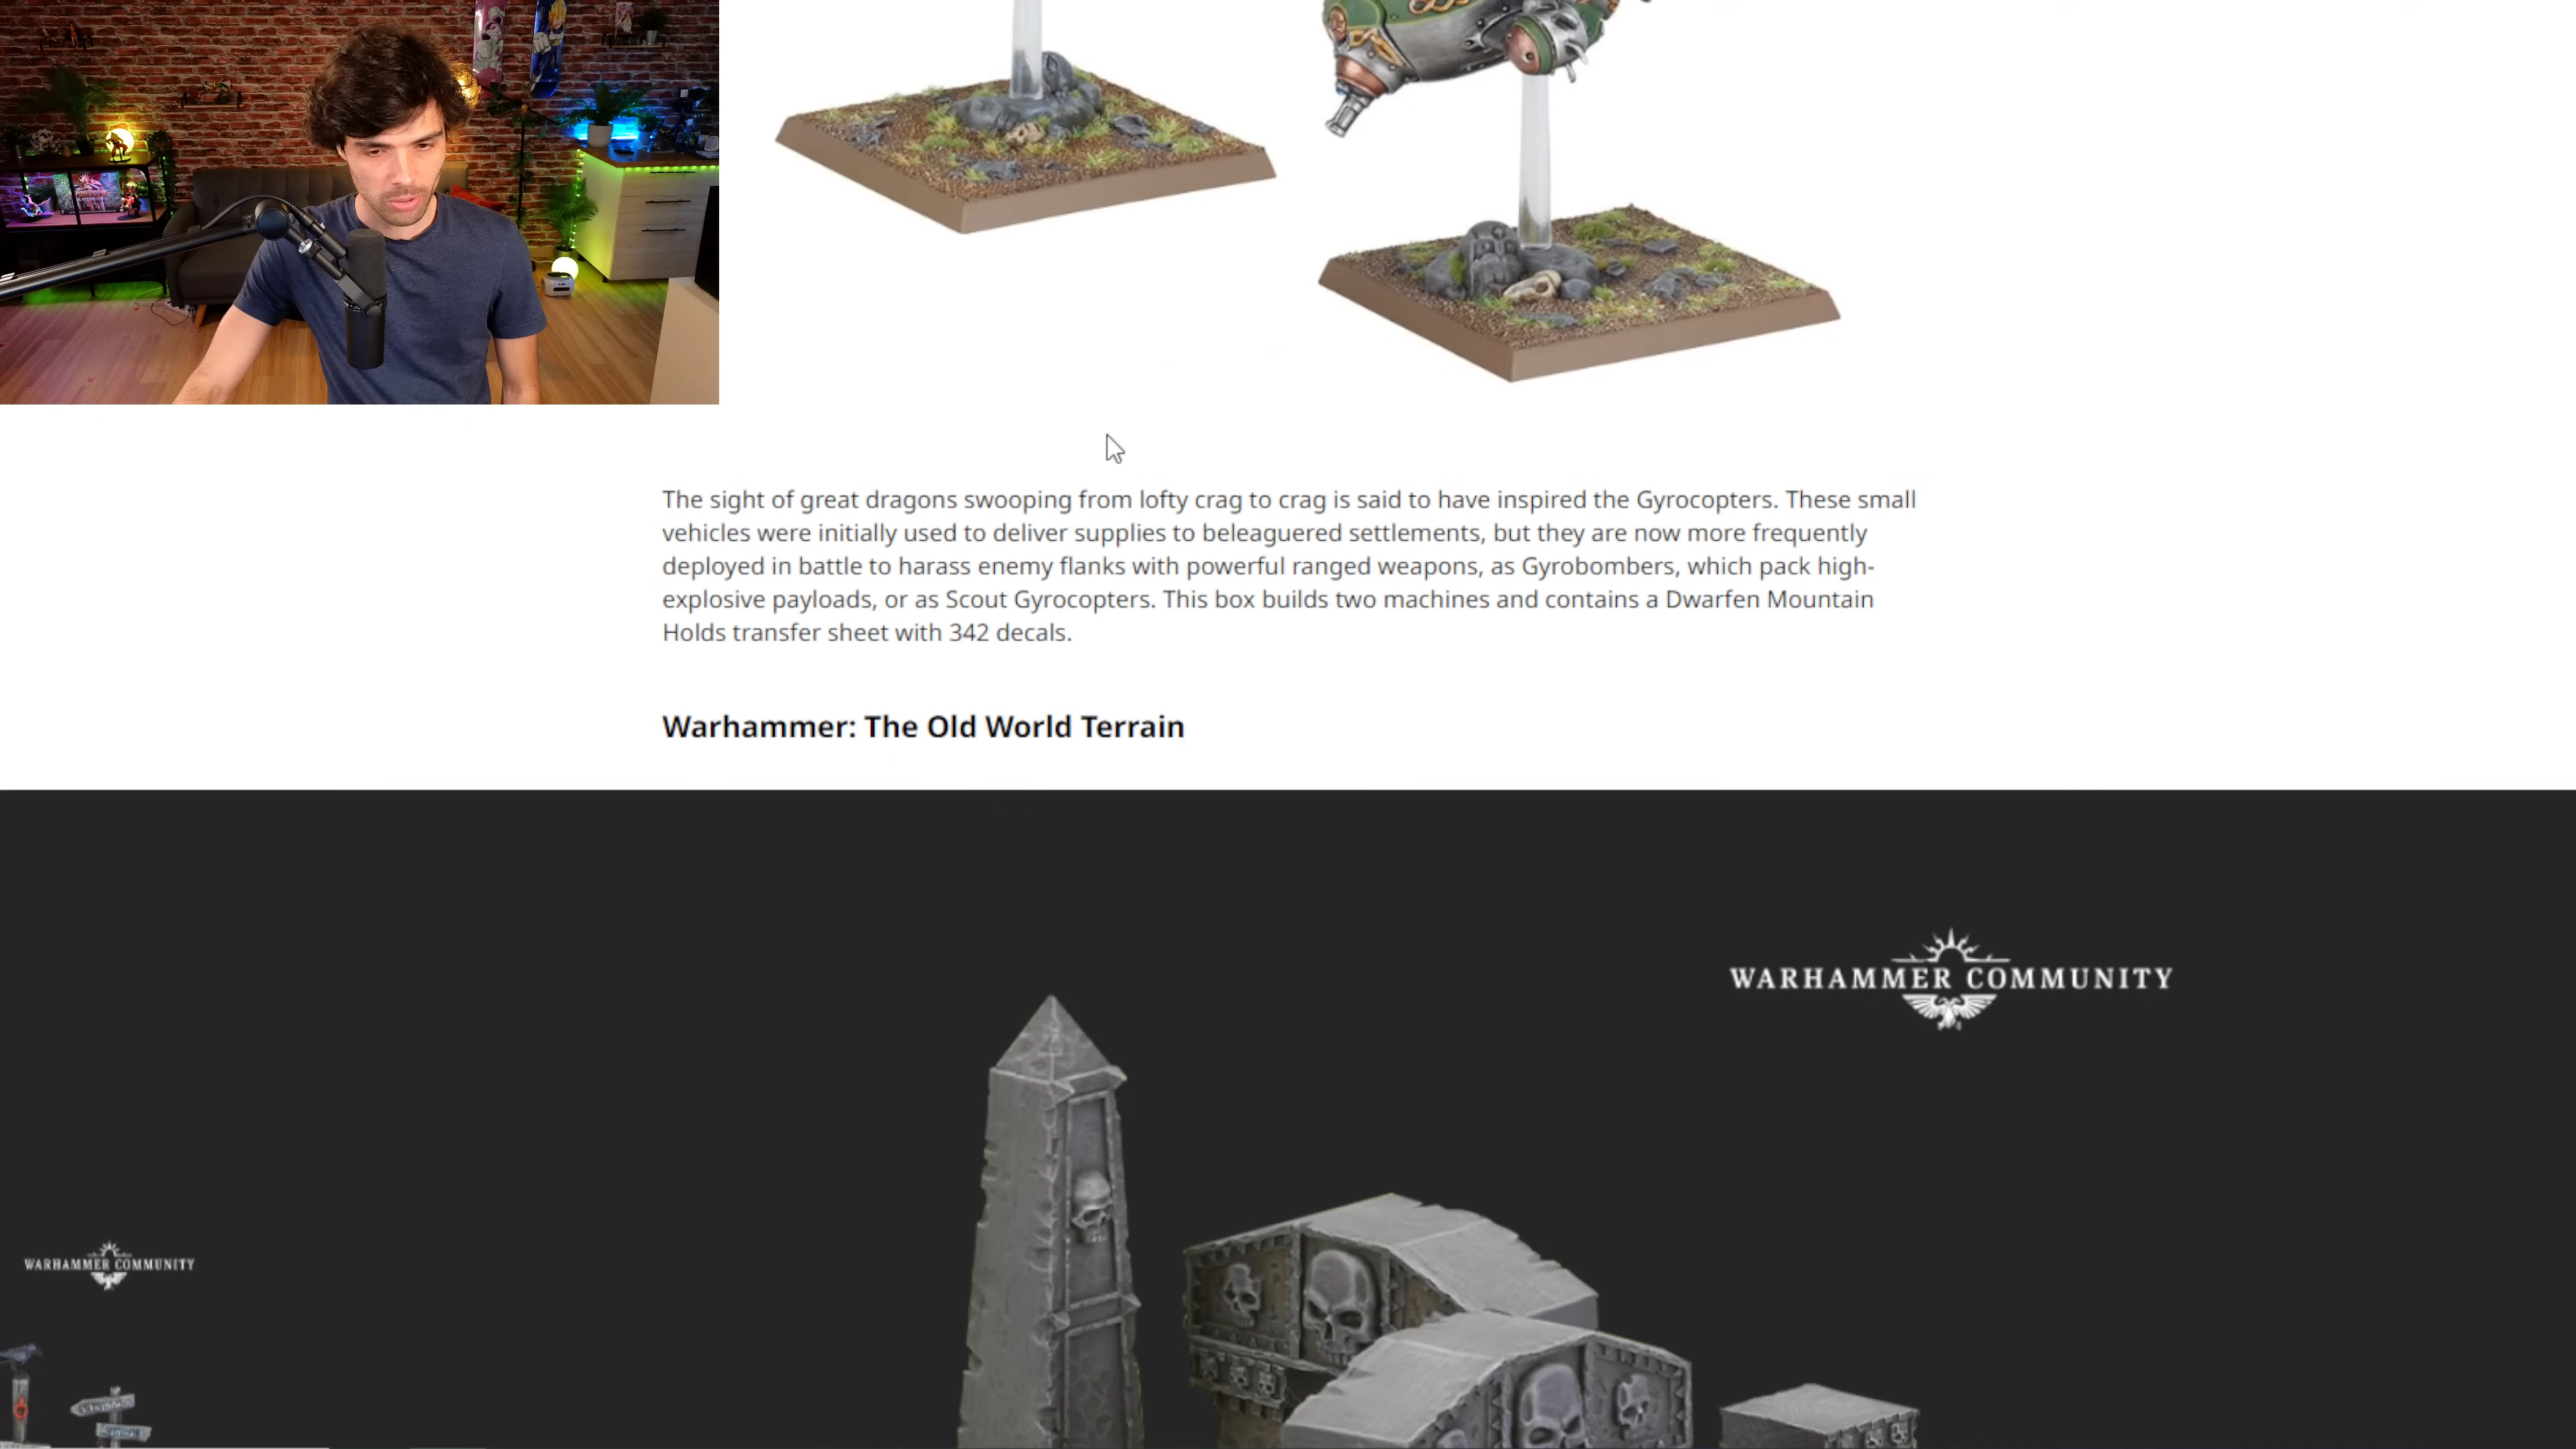 The sight of great dragons swooping from lofty crag to crag is said to have inspired the Gyrocopters. These small
vehicles were initially used to deliver supplies to beleaguered settlements, but they are now more frequently
deployed in battle to harass enemy flanks with powerful ranged weapons, as Gyrobombers, which pack high-
explosive payloads, or as Scout Gyrocopters. This box builds two machines and contains a Dwarfen Mountain
Holds transfer sheet with 342 decals.
Warhammer: The Old World Terrain
WARHAMMER COMMUNITY
WARHAMMER COMMUNITY